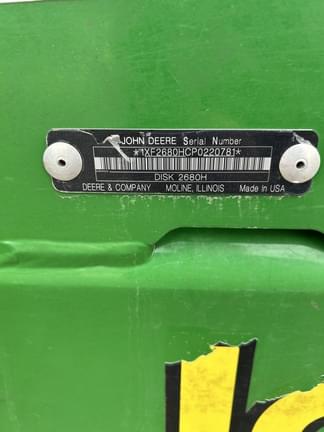 JOHN DEERE Serial Number
*1XF2680HCP0220781*
DISK 2680H
DEERE & COMPANY MOLINE, ILLINOIS Made In USA